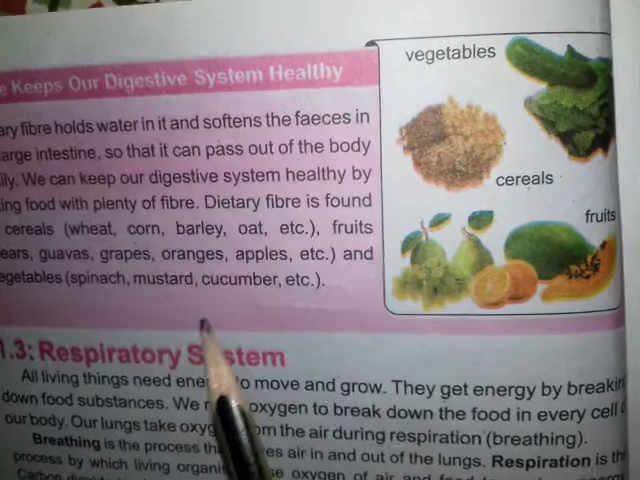 e Keeps Our Digestive System Healthy
vegetables
ary fibre holds water in it and softens the faeces in
arge intestine, so that it can pass out of the body
ily. We can keep our digestive system healthy by
ing food with plenty of fibre. Dietary fibre is found
cereals (wheat, corn, barley, oat, etc.), fruits
ears, guavas, grapes, oranges, apples, etc.) and
egetables (spinach, mustard, cucumber, etc.).
cereals
fruits
1.3: Respiratory System
All living things need ene to move and grow. They get energy by breakin
down food substances. We oxygen to break down the food in every cell
our body. Our lungs take oxyg om the air during respiration (breathing).
Breathing is the process th es air in and out of the lungs. Respiration is the
process by which living organis se oxygen of air and food